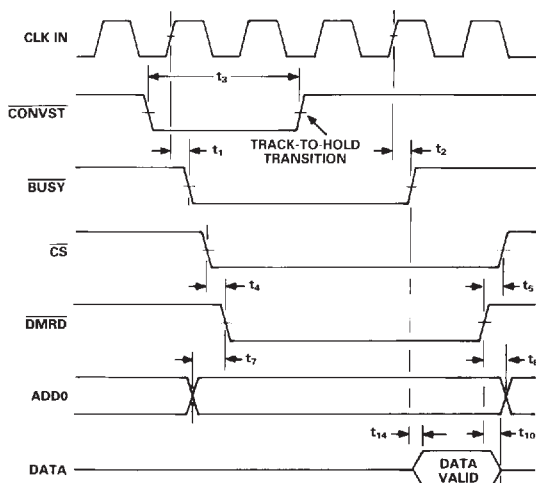 CLK IN
t3
CONVST
TRACK-TO-HOLD
TRANSITION
t1
t2
BUSY
CS
t4
t5
DMRD
t7
t6
ADD0
t14
t10
DATA
DATA
VALID